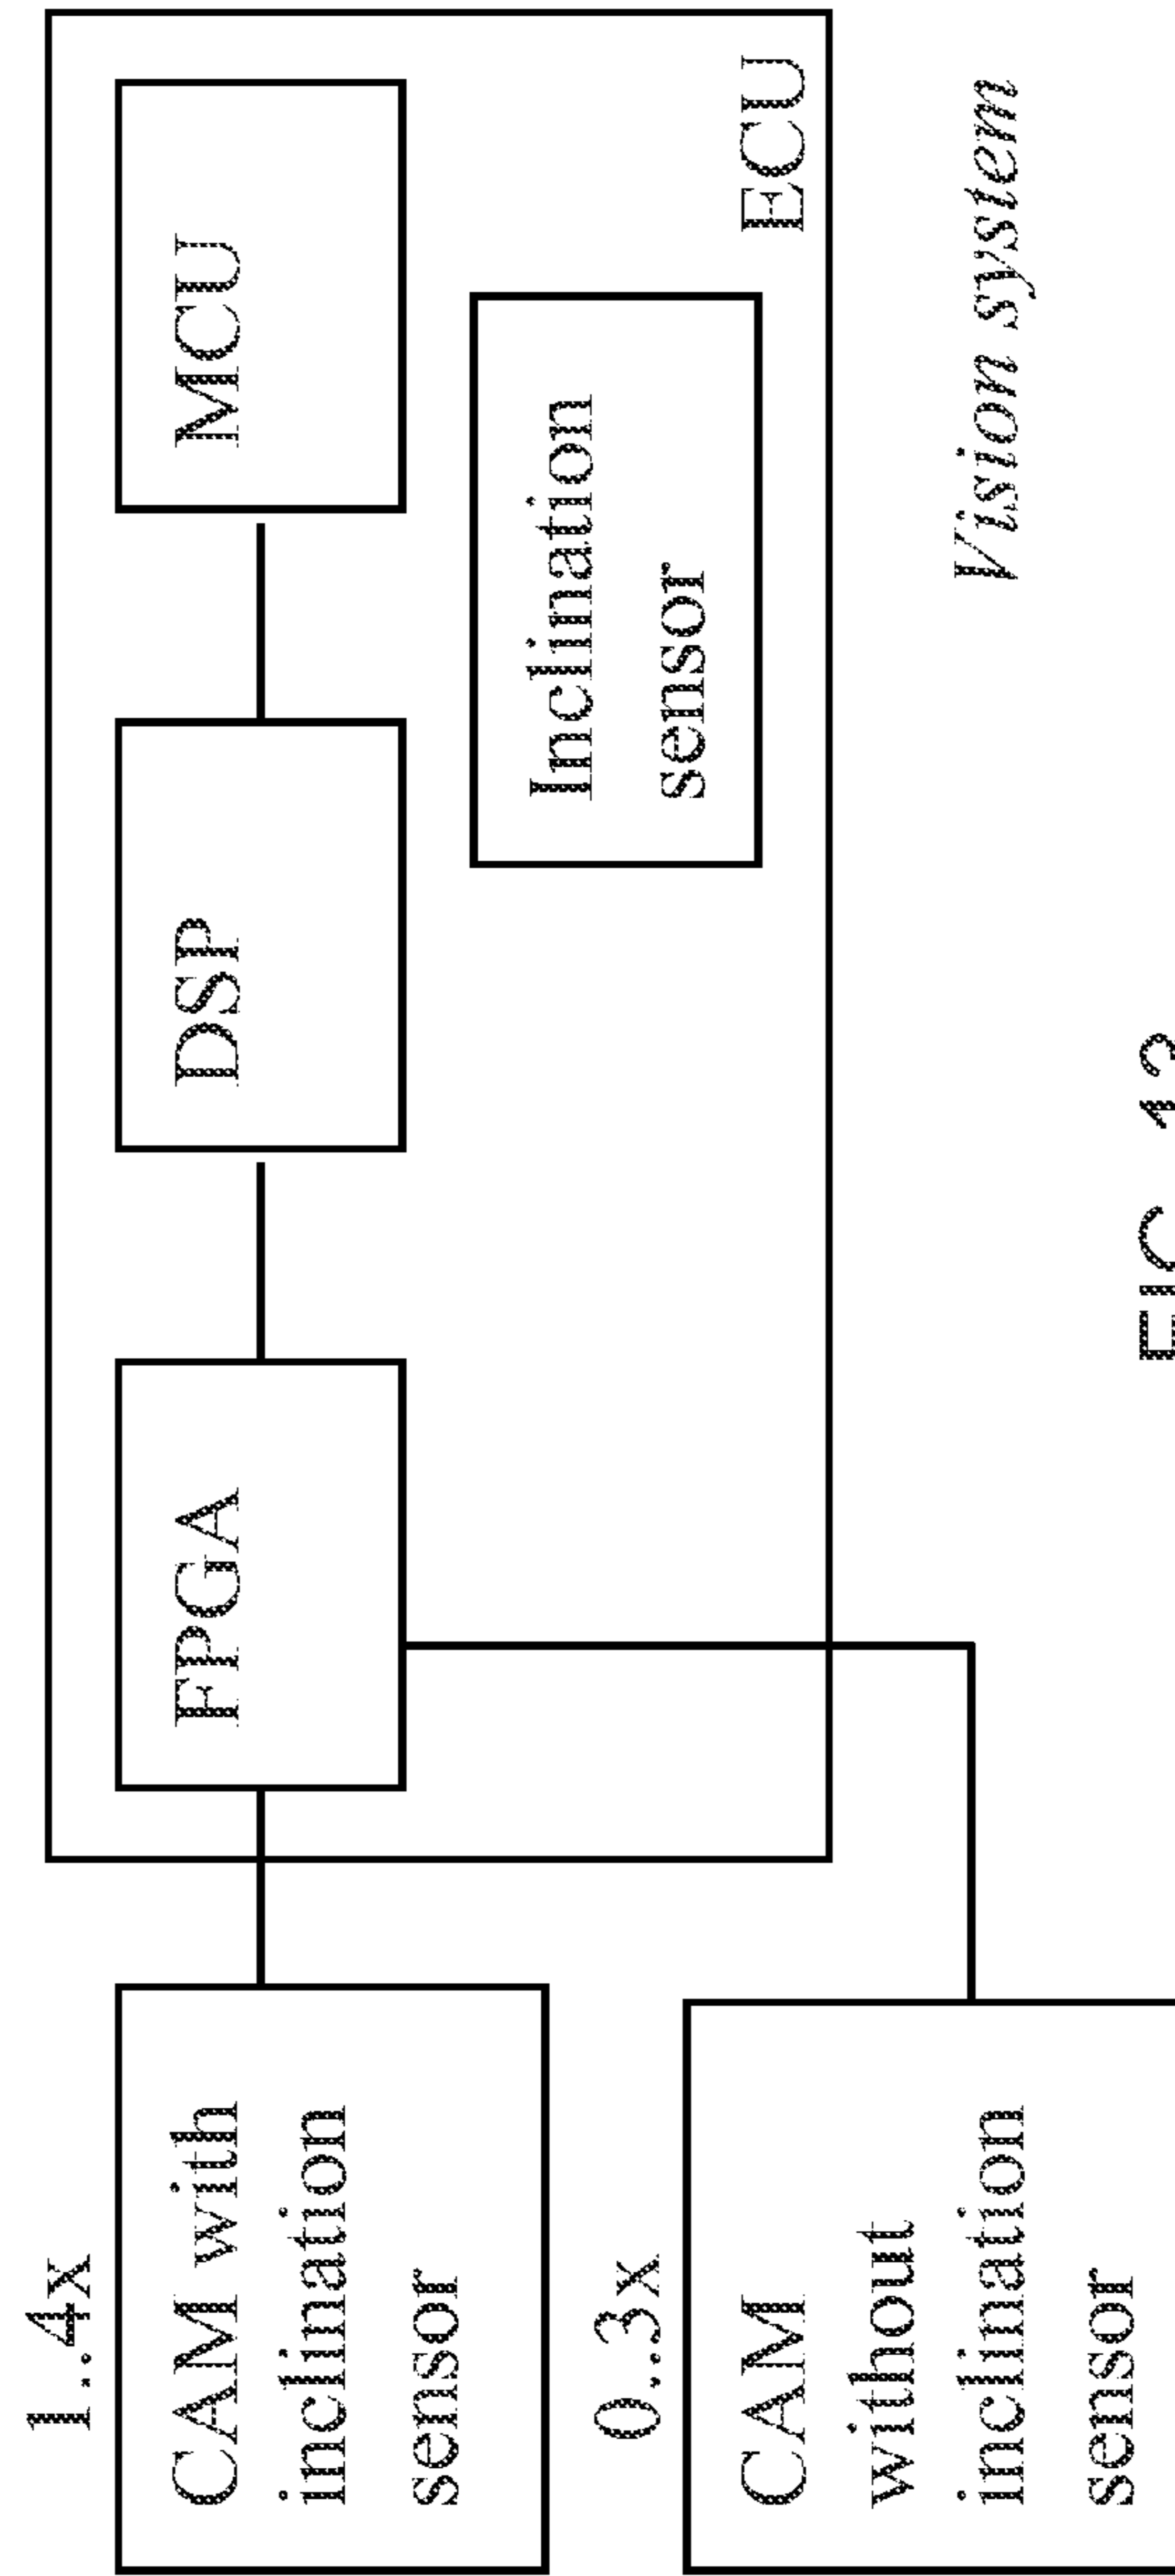 1..4x
CAM with
inclination
sensor
0..3x
CAM
without
inclination
sensor
FPGA
DSP
MCU
Inclination
sensor
ECU
Vision system